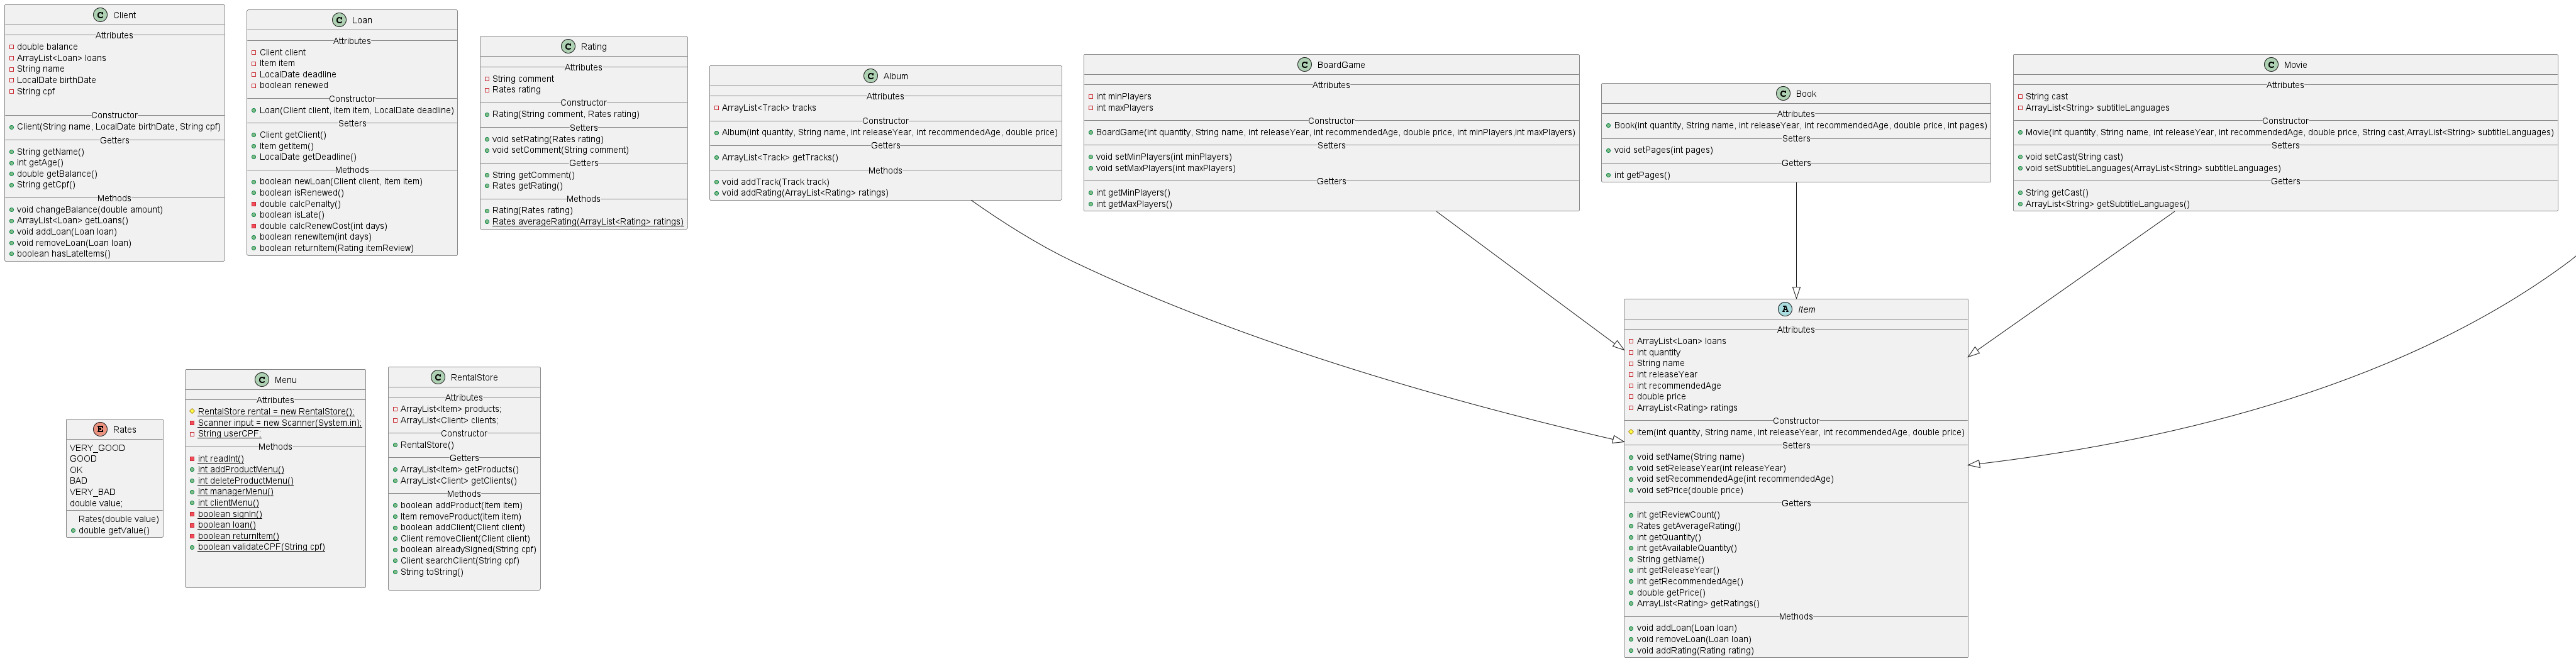 Client
Attributes
double balance
ArrayList<Loan> loans
String name
LocalDate birthDate
String cpf
Constructor
Client(String name, LocalDate birthDate, String cpf)
Getters
String getName()
int getAge()
double getBalance()
String getCpf()
Methods
void changeBalance(double amount)
ArrayList<Loan> getLoans()
void addLoan(Loan loan)
void removeLoan(Loan loan)
boolean hasLateItems()
Loan
Attributes
Client client
Item item
LocalDate deadline
boolean renewed
Constructor
Loan(Client client, Item item, LocalDate deadline)
Setters
Client getClient()
Item getItem()
LocalDate getDeadline()
Methods
boolean newLoan(Client client, Item item)
boolean isRenewed()
double calcPenalty()
boolean isLate()
double calcRenewCost(int days)
boolean renewItem(int days)
boolean returnItem(Rating itemReview)
Rating
Attributes
String comment
Rates rating
Constructor
Rating(String comment, Rates rating)
Setters
void setRating(Rates rating)
void setComment(String comment)
Getters
String getComment()
Rates getRating()
Methods
Rating(Rates rating)
Rates averageRating(ArrayList<Rating> ratings)
Album
Attributes
ArrayList<Track> tracks
Constructor
Album(int quantity, String name, int releaseYear, int recommendedAge, double price)
Getters
ArrayList<Track> getTracks()
Methods
void addTrack(Track track)
void addRating(ArrayList<Rating> ratings)
BoardGame
Attributes
int minPlayers
int maxPlayers
Constructor
BoardGame(int quantity, String name, int releaseYear, int recommendedAge, double price, int minPlayers,int maxPlayers)
Setters
void setMinPlayers(int minPlayers)
void setMaxPlayers(int maxPlayers)
Getters
int getMinPlayers()
int getMaxPlayers()
Book
Attributes
Book(int quantity, String name, int releaseYear, int recommendedAge, double price, int pages)
Setters
void setPages(int pages)
Getters
int getPages()
Movie
Attributes
String cast
ArrayList<String> subtitleLanguages
Constructor
Movie(int quantity, String name, int releaseYear, int recommendedAge, double price, String cast,ArrayList<String> subtitleLanguages)
Setters
void setCast(String cast)
void setSubtitleLanguages(ArrayList<String> subtitleLanguages)
Getters
String getCast()
ArrayList<String> getSubtitleLanguages()
Rates
VERY_GOOD
GOOD
OK
BAD
VERY_BAD
double value;
Rates(double value)
double getValue()
Menu
Attributes
RentalStore rental = new RentalStore();
Scanner input = new Scanner(System.in);
String userCPF;
Methods
int readInt()
int addProductMenu()
int deleteProductMenu()
int managerMenu()
int clientMenu()
boolean signIn()
boolean loan()
boolean returnItem()
boolean validateCPF(String cpf)
RentalStore
Attributes
ArrayList<Item> products;
ArrayList<Client> clients;
Constructor
RentalStore()
Getters
ArrayList<Item> getProducts()
ArrayList<Client> getClients()
Methods
boolean addProduct(Item item)
Item removeProduct(Item item)
boolean addClient(Client client)
Client removeClient(Client client)
boolean alreadySigned(String cpf)
Client searchClient(String cpf)
String toString()
Item
Attributes
ArrayList<Loan> loans
int quantity
String name
int releaseYear
int recommendedAge
double price
ArrayList<Rating> ratings
Constructor
Item(int quantity, String name, int releaseYear, int recommendedAge, double price)
Setters
void setName(String name)
void setReleaseYear(int releaseYear)
void setRecommendedAge(int recommendedAge)
void setPrice(double price)
Getters
int getReviewCount()
Rates getAverageRating()
int getQuantity()
int getAvailableQuantity()
String getName()
int getReleaseYear()
int getRecommendedAge()
double getPrice()
ArrayList<Rating> getRatings()
Methods
void addLoan(Loan loan)
void removeLoan(Loan loan)
void addRating(Rating rating)